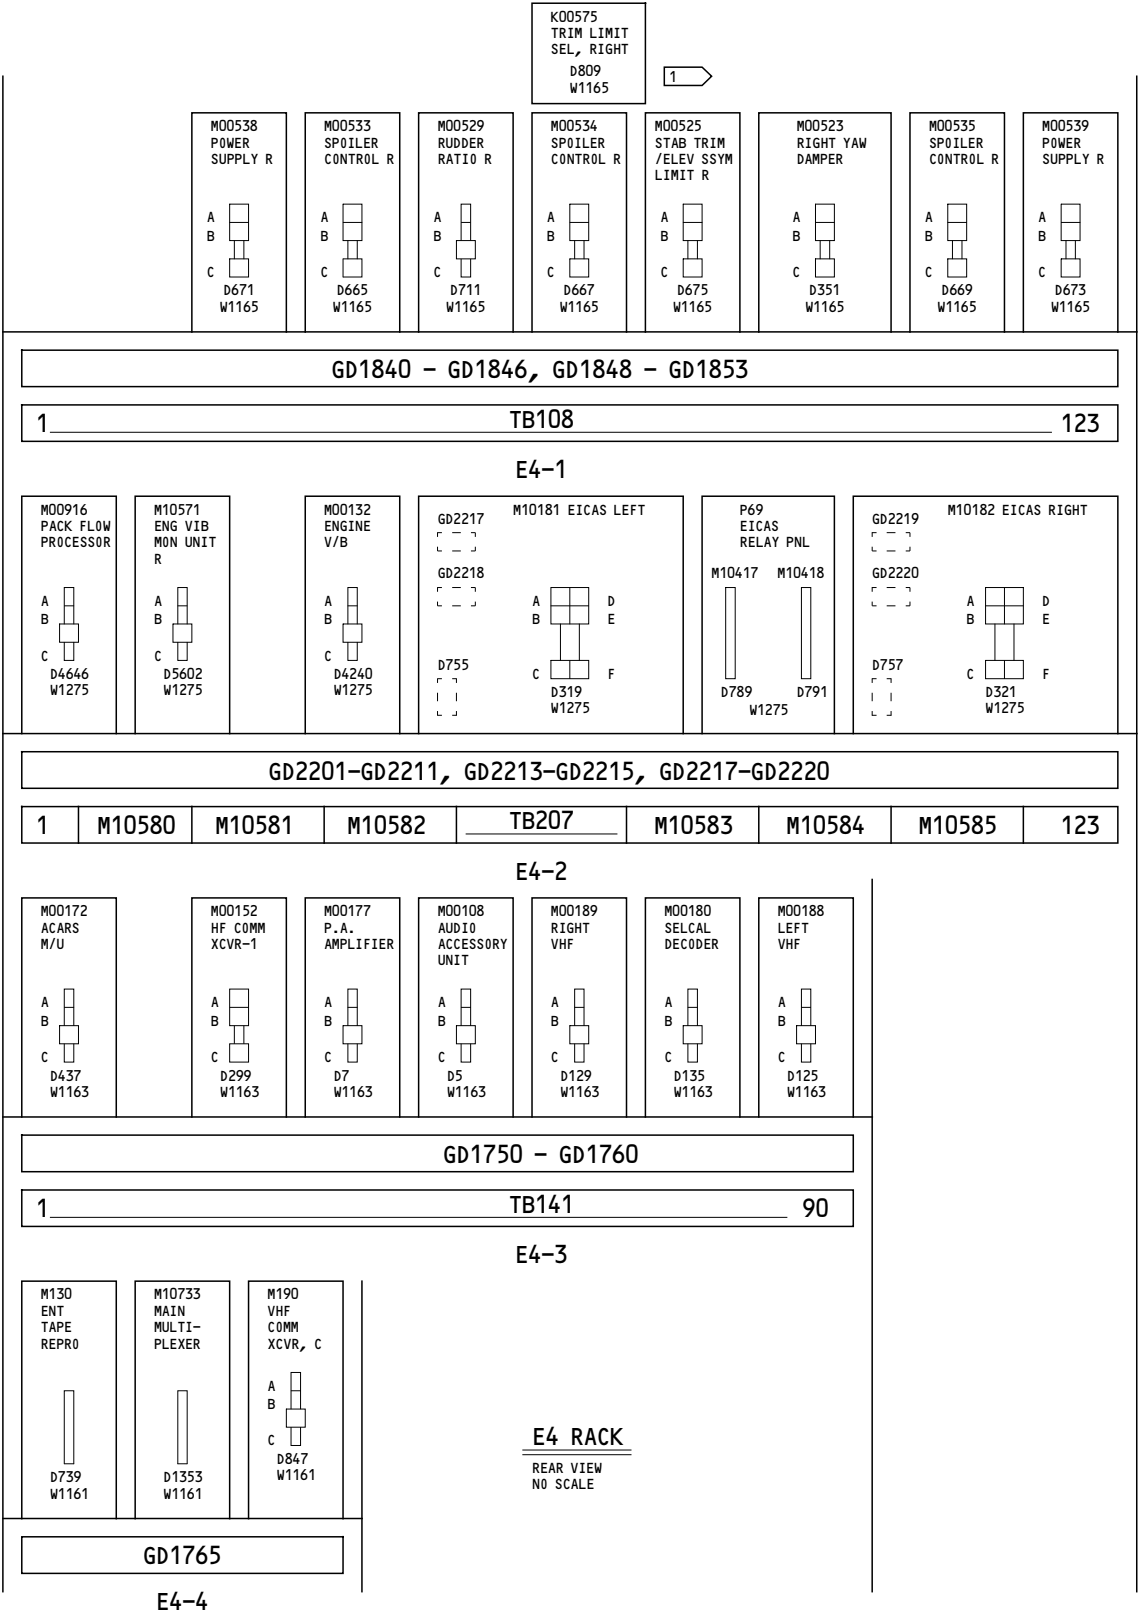 K00575
TRIM LIMIT
SEL, RIGHT
D809
W1165
1
M00538
POWER
SUPPLY R
A
B
C
D671
W1165
M00533
SPOILER
CONTROL R
A
B
C
D665
W1165
M00529
RUDDER
RATIO R
A
B
C
D711
W1165
M00534
SPOILER
CONTROL R
A
B
C
D667
W1165
M00525
STAB TRIM
/ELEV SSYM
LIMIT R
A
B
C
D675
W1165
M00523
RIGHT YAW
DAMPER
A
B
C
D351
W1165
M00535
SPOILER
CONTROL R
A
B
C
D669
W1165
M00539
POWER
SUPPLY R
A
B
C
D673
W1165
GD1840 - GD1846, GD1848 - GD1853
1 TB108 123
E4-1
M00916
PACK FLOW
PROCESSOR
A
B
C
D4646
W1275
M10571
ENG VIB
MON UNIT
R
A
B
C
D5602
W1275
M00132
ENGINE
V/B
A
B
C
D4240
W1275
M10181 EICAS LEFT
GD2217
GD2218
D755
A D
B E
C F
D319
W1275
P69
EICAS
RELAY PNL
M10417 M10418
D789 D791
W1275
M10182 EICAS RIGHT
GD2219
GD2220
D757
A D
B E
C F
D321
W1275
GD2201-GD2211, GD2213-GD2215, GD2217-GD2220
1 M10580 M10581 M10582 TB207 M10583 M10584 M10585 123
E4-2
M00172
ACARS
M/U
A
B
C
D437
W1163
M00152
HF COMM
XCVR-1
A
B
C
D299
W1163
M00177
P.A.
AMPLIFIER
A
B
C
D7
W1163
M00108
AUDIO
ACCESSORY
UNIT
A
B
C
D5
W1163
M00189
RIGHT
VHF
A
B
C
D129
W1163
M00180
SELCAL
DECODER
A
B
C
D135
W1163
M00188
LEFT
VHF
A
B
C
D125
W1163
GD1750 - GD1760
1 TB141 90
E4-3
M130
ENT
TAPE
REPRO
D739
W1161
M10733
MAIN
MULTI-
PLEXER
D1353
W1161
M190
VHF
COMM
XCVR, C
A
B
C
D847
W1161
E4 RACK
REAR VIEW
NO SCALE
GD1765
E4-4